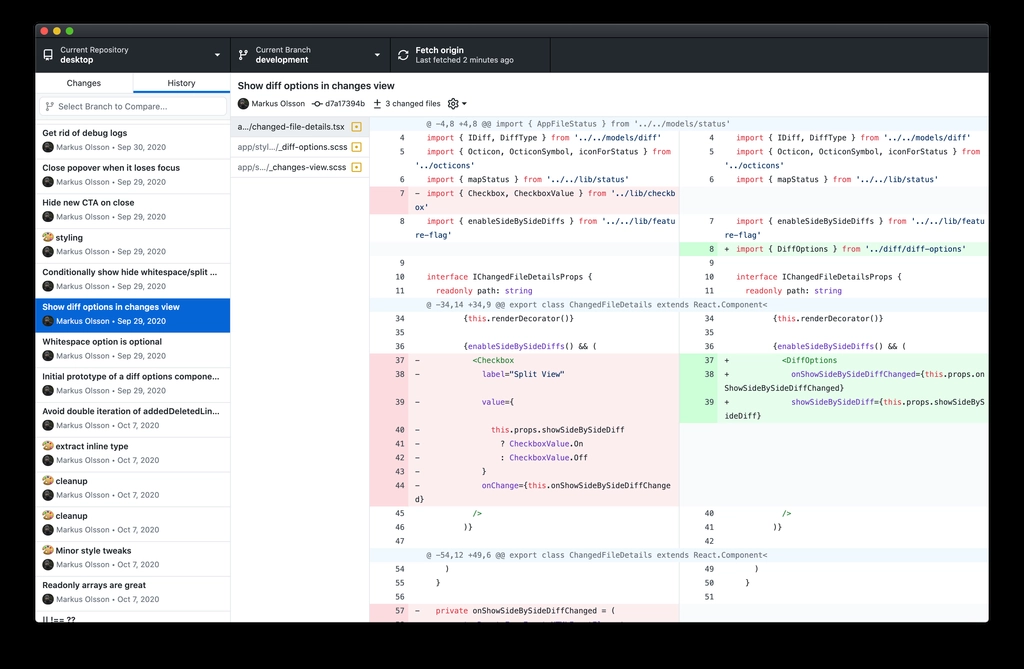 Current Repository
desktop
Current Branch
development
Fetch origin
Last fetched 2 minutes ago
Changes
History
Select Branch to Compare...
Get rid of debug logs
Markus Olsson • Sep 30, 2020
Close popover when it loses focus
Markus Olsson • Sep 29, 2020
Hide new CTA on close
Markus Olsson • Sep 29, 2020
styling
Markus Olsson • Sep 29, 2020
Conditionally show hide whitespace/split ...
Markus Olsson • Sep 29, 2020
Show diff options in changes view
Markus Olsson • Sep 29, 2020
Whitespace option is optional
Markus Olsson • Sep 29, 2020
Initial prototype of a diff options compone...
Markus Olsson • Sep 29, 2020
Avoid double iteration of addedDeletedLin...
Markus Olsson • Oct 7, 2020
extract inline type
Markus Olsson • Oct 7, 2020
cleanup
Markus Olsson • Oct 7, 2020
cleanup
Markus Olsson • Oct 7, 2020
Minor style tweaks
Markus Olsson • Oct 7, 2020
Readonly arrays are great
Markus Olsson • Oct 7, 2020
|| !== ??
Show diff options in changes view
Markus Olsson d7a17394b 3 changed files
a.../changed-file-details.tsx
app/styl.../_diff-options.scss
app/s.../_changes-view.scss
@ -4,8 +4,8 @@ import { AppFileStatus } from '../../models/status'
4 import { IDiff, DiffType } from '../../models/diff'
5 import { Octicon, OcticonSymbol, iconForStatus } from
'../octicons'
6 import { mapStatus } from '../../lib/status'
7 - import { Checkbox, CheckboxValue } from '../lib/checkb
ox'
8 import { enableSideBySideDiffs } from '../../lib/featu
re-flag'
9
10 interface IChangedFileDetailsProps {
11 readonly path: string
4 import { IDiff, DiffType } from '../../models/diff'
5 import { Octicon, OcticonSymbol, iconForStatus } from
'../octicons'
6 import { mapStatus } from '../../lib/status'
7 import { enableSideBySideDiffs } from '../../lib/featu
re-flag'
8 + import { DiffOptions } from '../diff/diff-options'
9
10 interface IChangedFileDetailsProps {
11 readonly path: string
@ -34,14 +34,9 @@ export class ChangedFileDetails extends React.Component<
34 {this.renderDecorator()}
35
36 {enableSideBySideDiffs() && (
37 - <Checkbox
38 - label="Split View"
39 - value={
40 - this.props.showSideBySideDiff
41 - ? CheckboxValue.On
42 - : CheckboxValue.Off
43 - }
44 - onChange={this.onShowSideBySideDiffChange
d}
45 />
46 )}
47
34 {this.renderDecorator()}
35
36 {enableSideBySideDiffs() && (
37 + <DiffOptions
38 + onShowSideBySideDiffChanged={this.props.on
ShowSideBySideDiffChanged}
39 + showSideBySideDiff={this.props.showSideByS
ideDiff}
40 />
41 )}
42
@ -54,12 +49,6 @@ export class ChangedFileDetails extends React.Component<
54 )
55 }
56
57 - private onShowSideBySideDiffChanged = (
49 )
50 }
51